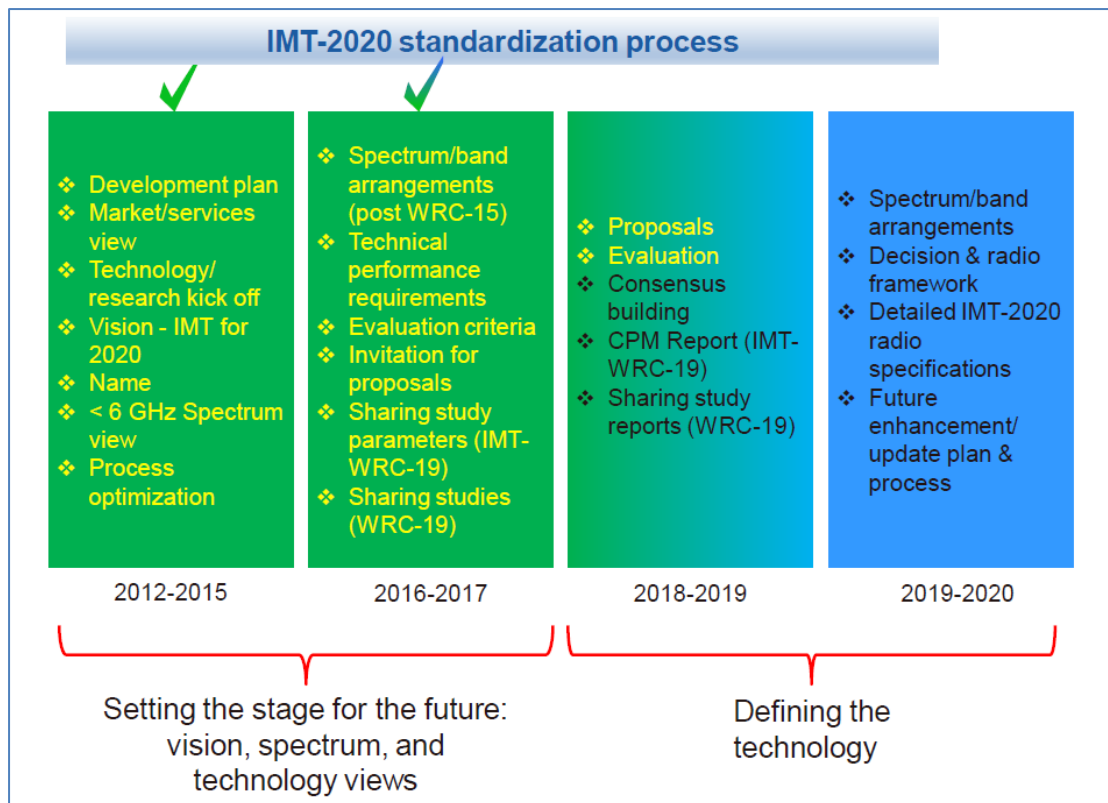 IMT-2020 standardization process
❖ Development plan
❖ Market/services
view
❖ Technology/
research kick off
❖ Vision - IMT for
2020
❖ Name
❖ < 6 GHz Spectrum
view
❖ Process
optimization
❖ Spectrum/band
arrangements
(post WRC-15)
❖ Technical
performance
requirements
❖ Evaluation criteria
❖ Invitation for
proposals
❖ Sharing study
parameters (IMT-
WRC-19)
❖ Sharing studies
(WRC-19)
❖ Proposals
❖ Evaluation
❖ Consensus
building
❖ CPM Report (IMT-
WRC-19)
❖ Sharing study
reports (WRC-19)
❖ Spectrum/band
arrangements
❖ Decision & radio
framework
❖ Detailed IMT-2020
radio
specifications
❖ Future
enhancement/
update plan &
process
2012-2015
2016-2017
2018-2019
2019-2020
Setting the stage for the future:
vision, spectrum, and
technology views
Defining the
technology